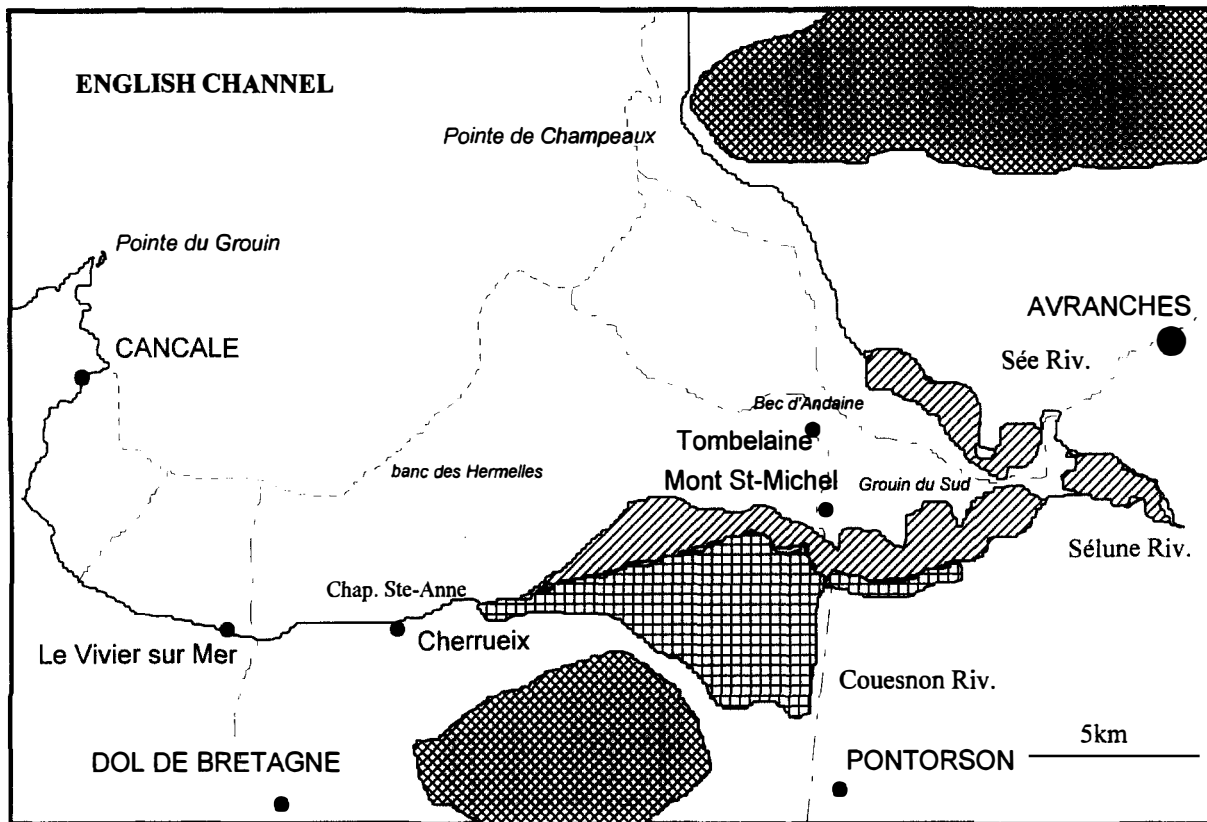 ENGLISH CHANNEL
Pointe de Champeaux
Pointe du Grouin
AVRANCHES
CANCALE
Sée Riv.
Bec d'Andaine
Tombelaine
banc des Hermelles
Mont St-Michel
Grouin du Sud
Sélune Riv.
Chap. Ste-Anne
Le Vivier sur Mer
Cherrueix
Couesnon Riv.
5km
DOL DE BRETAGNE
PONTORSON